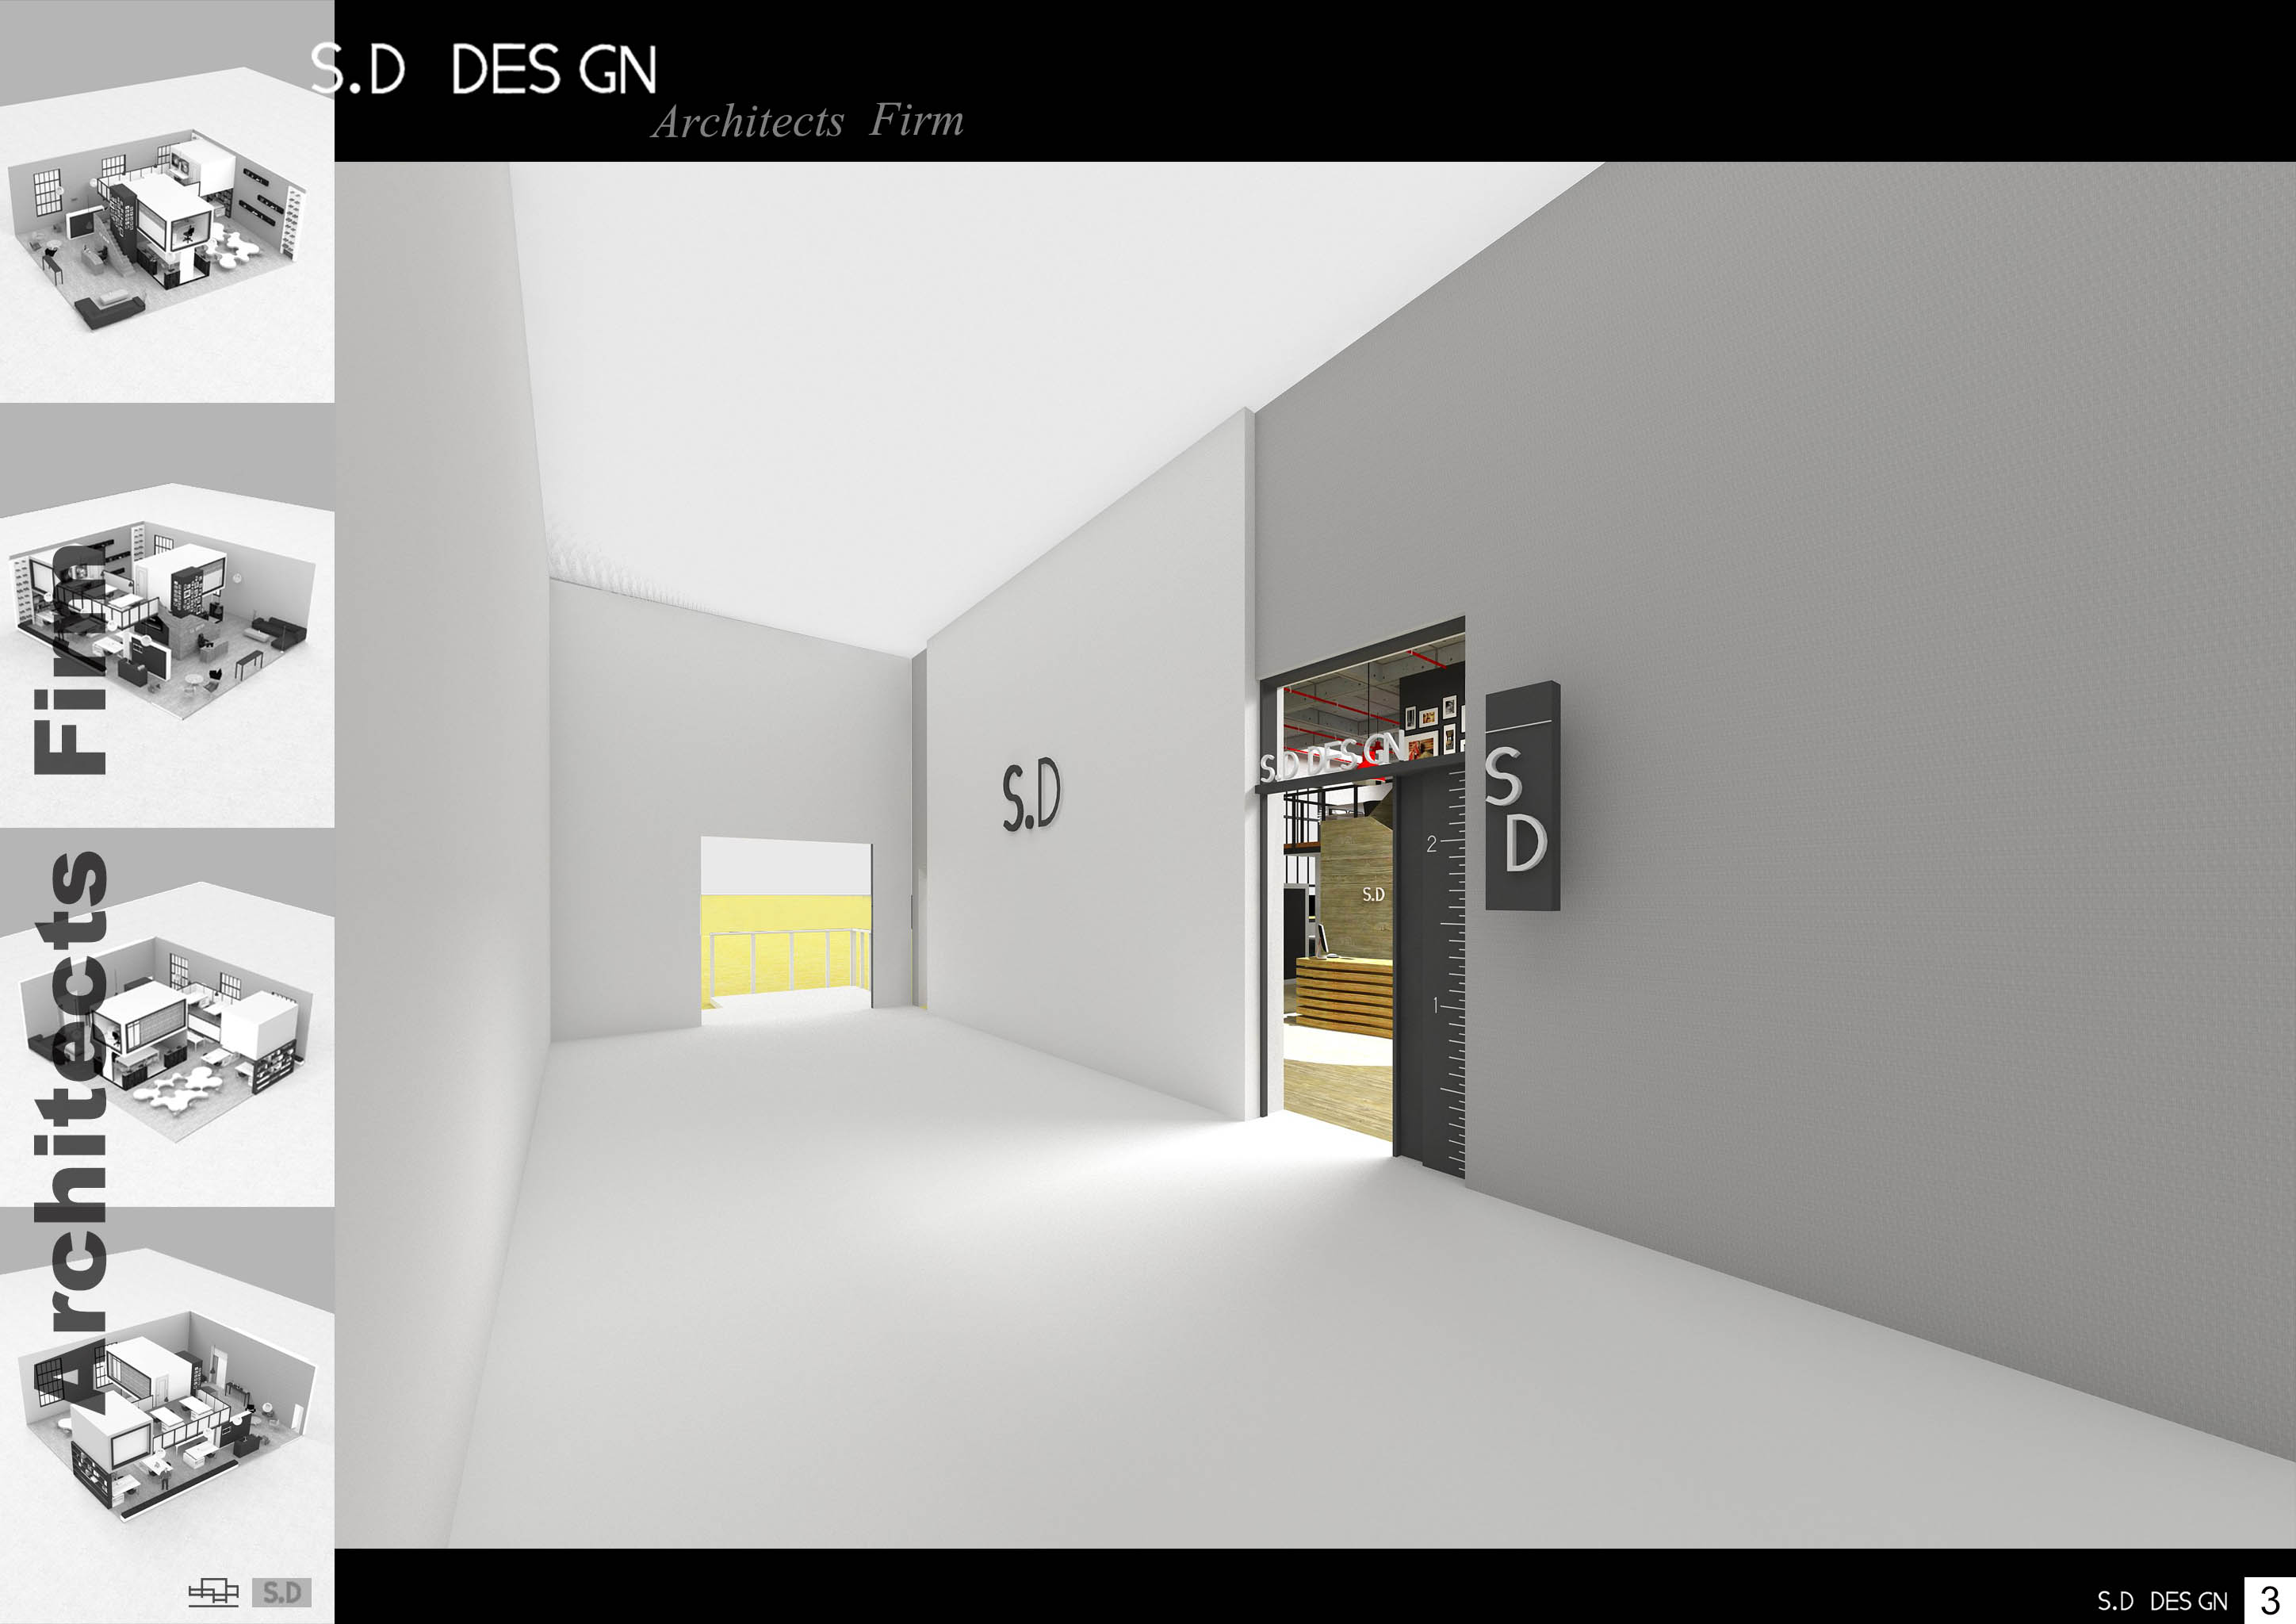 S.D DES GN
Architects Firm
Architects Firm
S.D
S.D DES.GN
S.D
2
1
S
D
S.D
S.D DES GN
3